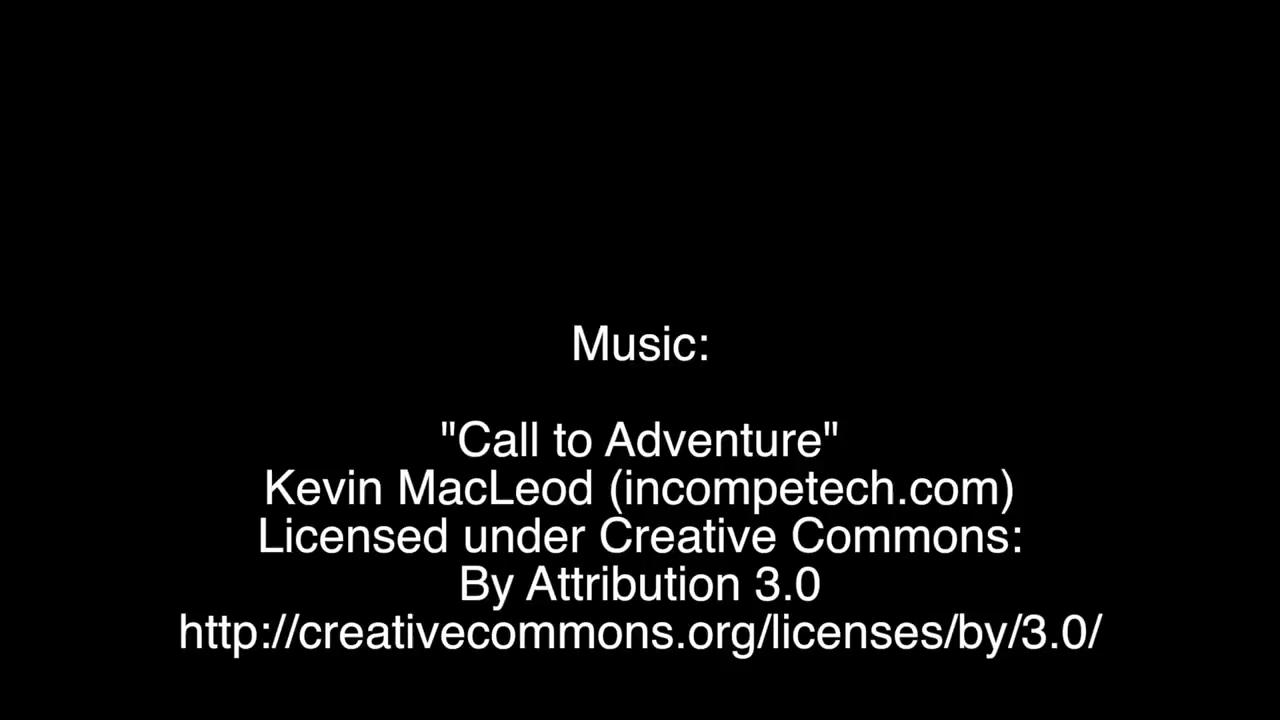 Music:
"Call to Adventure"
Kevin MacLeod (incompetech.com)
Licensed under Creative Commons:
By Attribution 3.0
http://creativecommons.org/licenses/by/3.0/